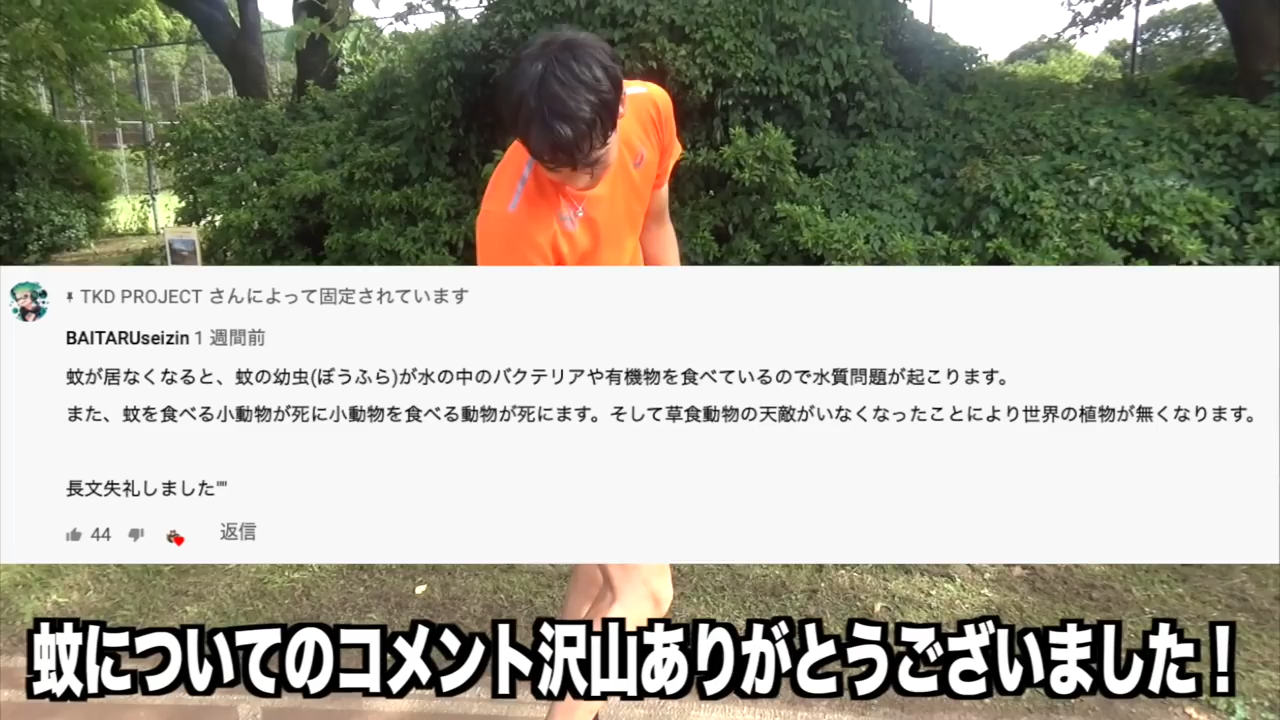 TKD PROJECT さんによって固定されています
BAITARUseizin 1 週間前
蚊が居なくなると、蚊の幼虫(ぼうふら)が水の中のバクテリアや有機物を食べているので水質問題が起こります。
また、蚊を食べる小動物が死に小動物を食べる動物が死にます。そして草食動物の天敵がいなくなったことにより世界の植物が無くなります。
長文失礼しました""
44 返信
蚊についてのコメント沢山ありがとうございました！